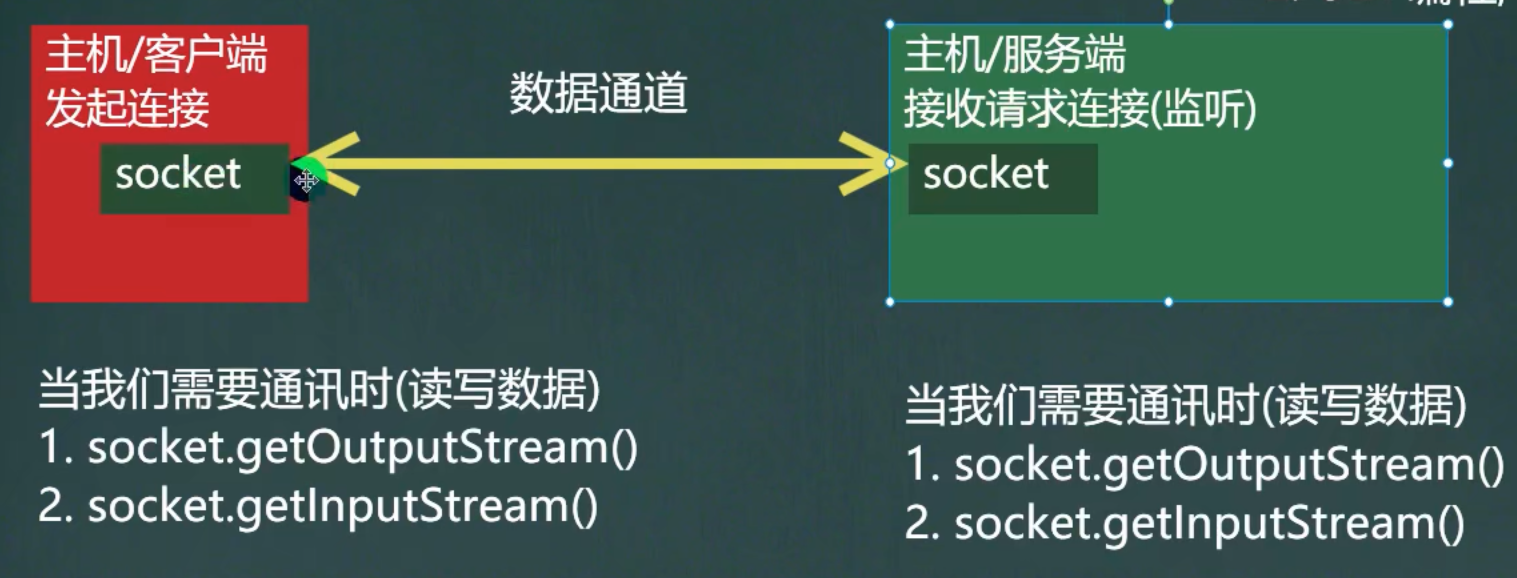 主机/客户端
发起连接
socket
数据通道
主机/服务端
接收请求连接(监听)
socket
当我们需要通讯时(读写数据)
1. socket.getOutputStream()
2. socket.getInputStream()
当我们需要通讯时(读写数据)
1. socket.getOutputStream()
2. socket.getInputStream()